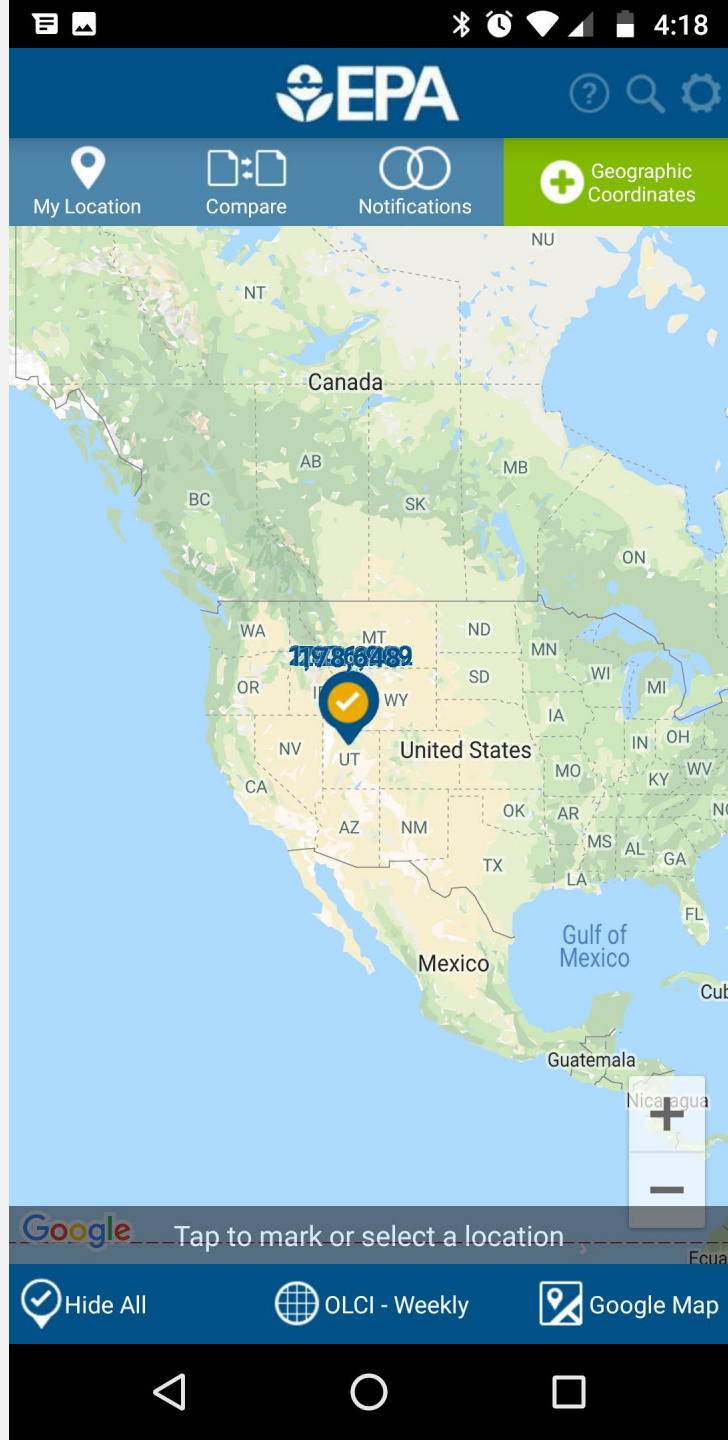 4:18
EPA
?
My Location
Compare
Notifications
Geographic
Coordinates
NU
NT
Canada
AB
MB
BC
SK
ON
WA
MT
ND
MN
OR
WY
SD
WI
MI
IA
NV
UT
United States
IN
OH
CA
MO
KY
WV
AZ
NM
OK
AR
MS
AL
GA
TX
LA
FL
Gulf of
Mexico
Mexico
Guatemala
Nicaragua
+
−
Google
Tap to mark or select a location
Hide All
OLCI - Weekly
Google Map